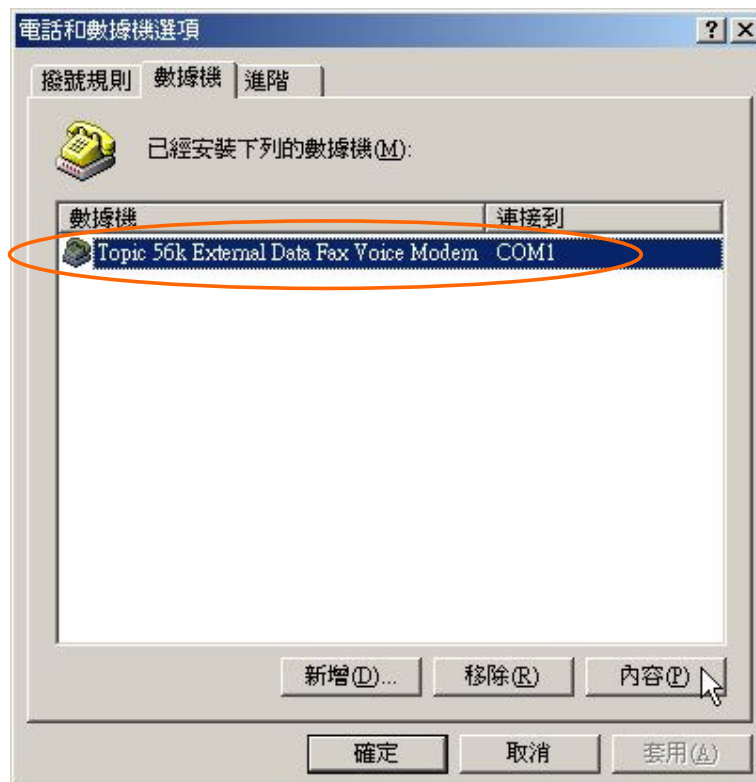 電話和數據機選項
撥號規則 數據機 進階
已經安裝下列的數據機(M):
數據機 連接到
Topic 56k External Data Fax Voice Modem COM1
新增(D)... 移除(R) 內容(P)
確定 取消 套用(A)